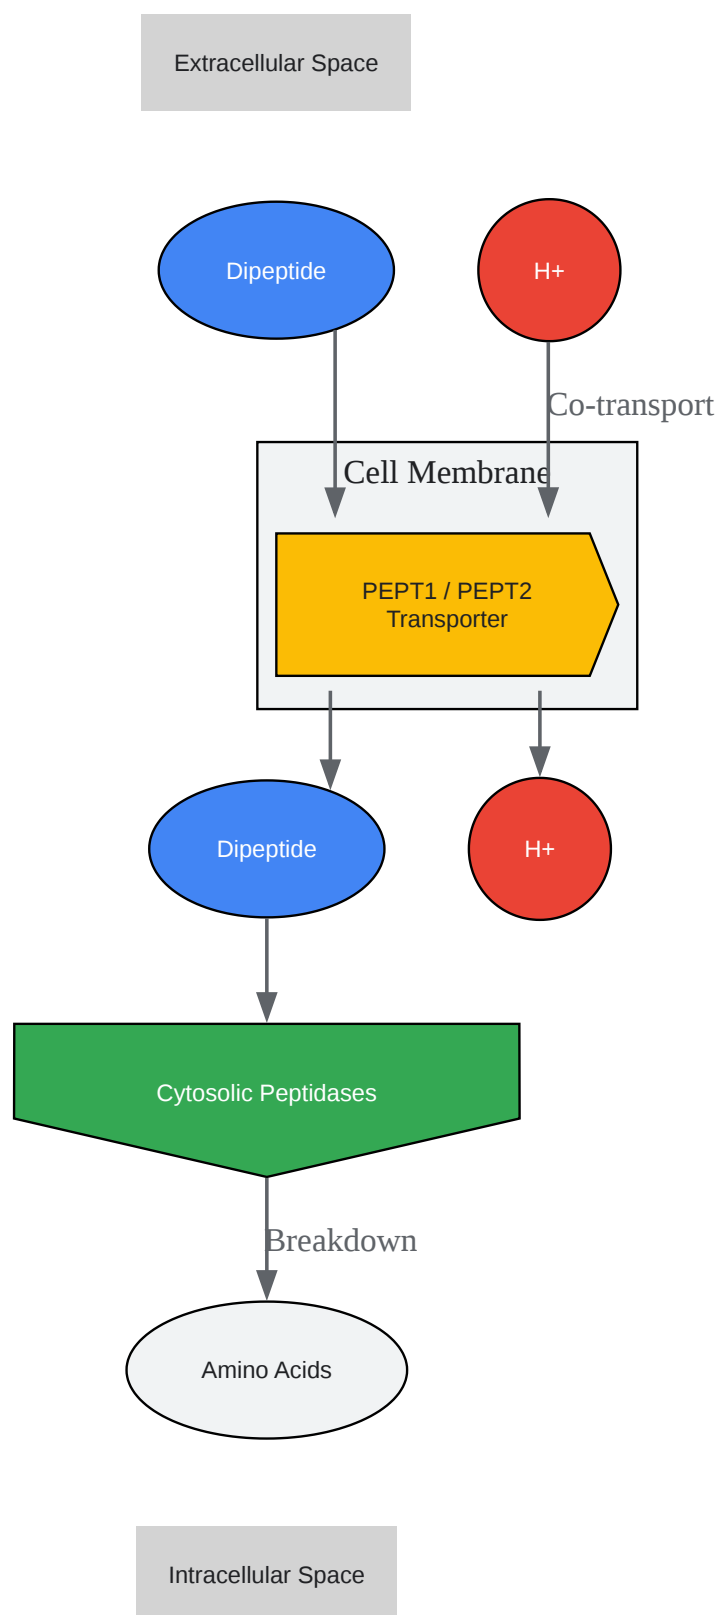 Extracellular Space
Dipeptide
H+
Co-transport
Cell Membrane
PEPT1 / PEPT2
Transporter
Dipeptide
H+
Cytosolic Peptidases
Breakdown
Amino Acids
Intracellular Space